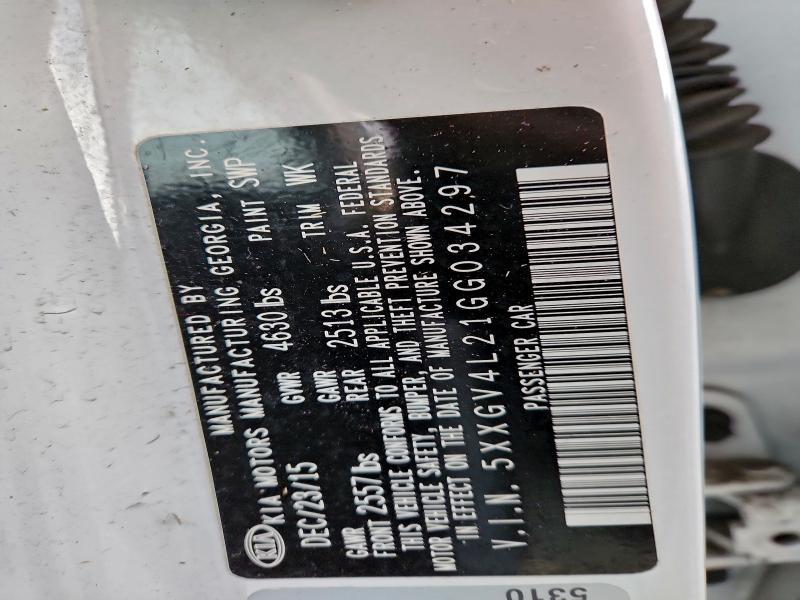 KIA
MANUFACTURED BY
KIA MOTORS MANUFACTURING GEORGIA, INC.
DEC/23/15 GVWR 4630 lbs PAINT SWP
GAWR FRONT 2557 lbs GAWR REAR 2513 lbs TRIM WK
THIS VEHICLE CONFORMS TO ALL APPLICABLE U.S.A. FEDERAL
MOTOR VEHICLE SAFETY, BUMPER, AND THEFT PREVENTION STANDARDS
IN EFFECT ON THE DATE OF MANUFACTURE SHOWN ABOVE.
V.I.N. 5XXGV4L21GG034297
PASSENGER CAR
5310